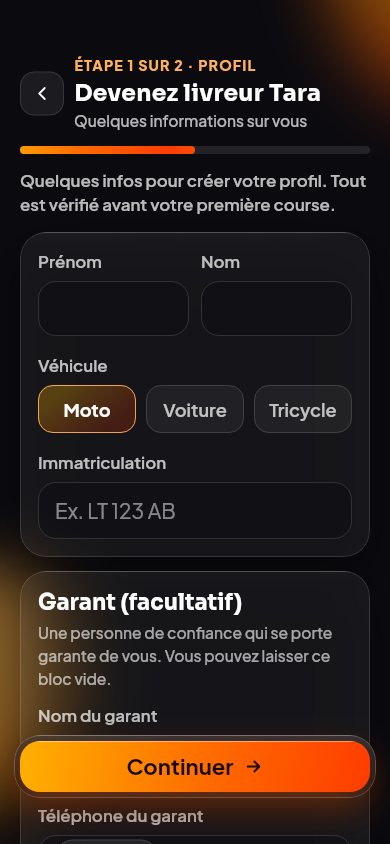 ÉTAPE 1 SUR 2 · PROFIL
Devenez livreur Tara
Quelques informations sur vous
Quelques infos pour créer votre profil. Tout
est vérifié avant votre première course.
Prénom
Nom
Véhicule
Moto
Voiture
Tricycle
Immatriculation
Ex. LT 123 AB
Garant (facultatif)
Une personne de confiance qui se porte
garante de vous. Vous pouvez laisser ce
bloc vide.
Nom du garant
Continuer →
Téléphone du garant